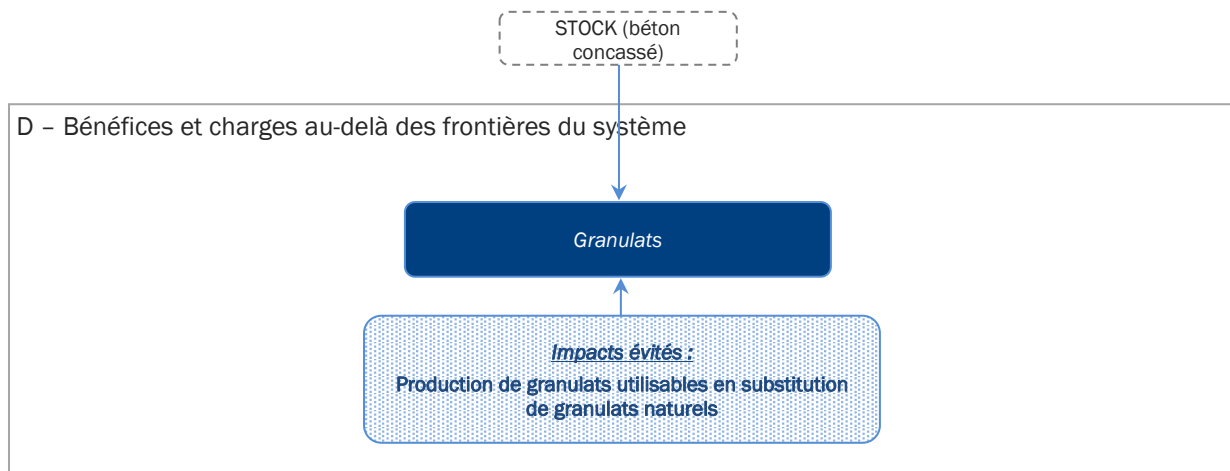 STOCK (béton
concassé)
D – Bénéfices et charges au-delà des frontières du système
Granulats
Impacts évités :
Production de granulats utilisables en substitution
de granulats naturels